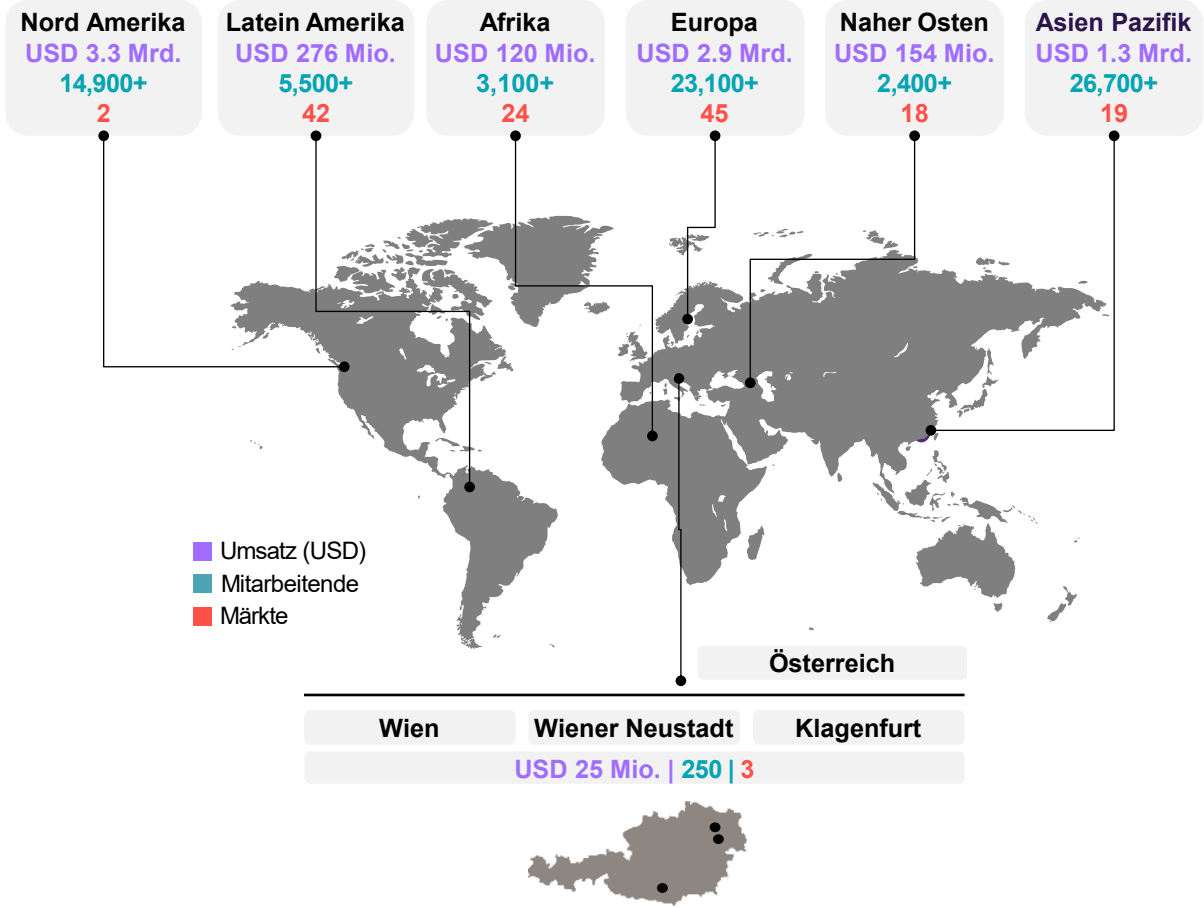 Nord Amerika
USD 3.3 Mrd.
14,900+
2
Latein Amerika
USD 276 Mio.
5,500+
42
Afrika
USD 120 Mio.
3,100+
24
Europa
USD 2.9 Mrd.
23,100+
45
Naher Osten
USD 154 Mio.
2,400+
18
Asien Pazifik
USD 1.3 Mrd.
26,700+
19
Umsatz (USD)
Mitarbeitende
Märkte
Österreich
Wien
Wiener Neustadt
Klagenfurt
USD 25 Mio. | 250 | 3